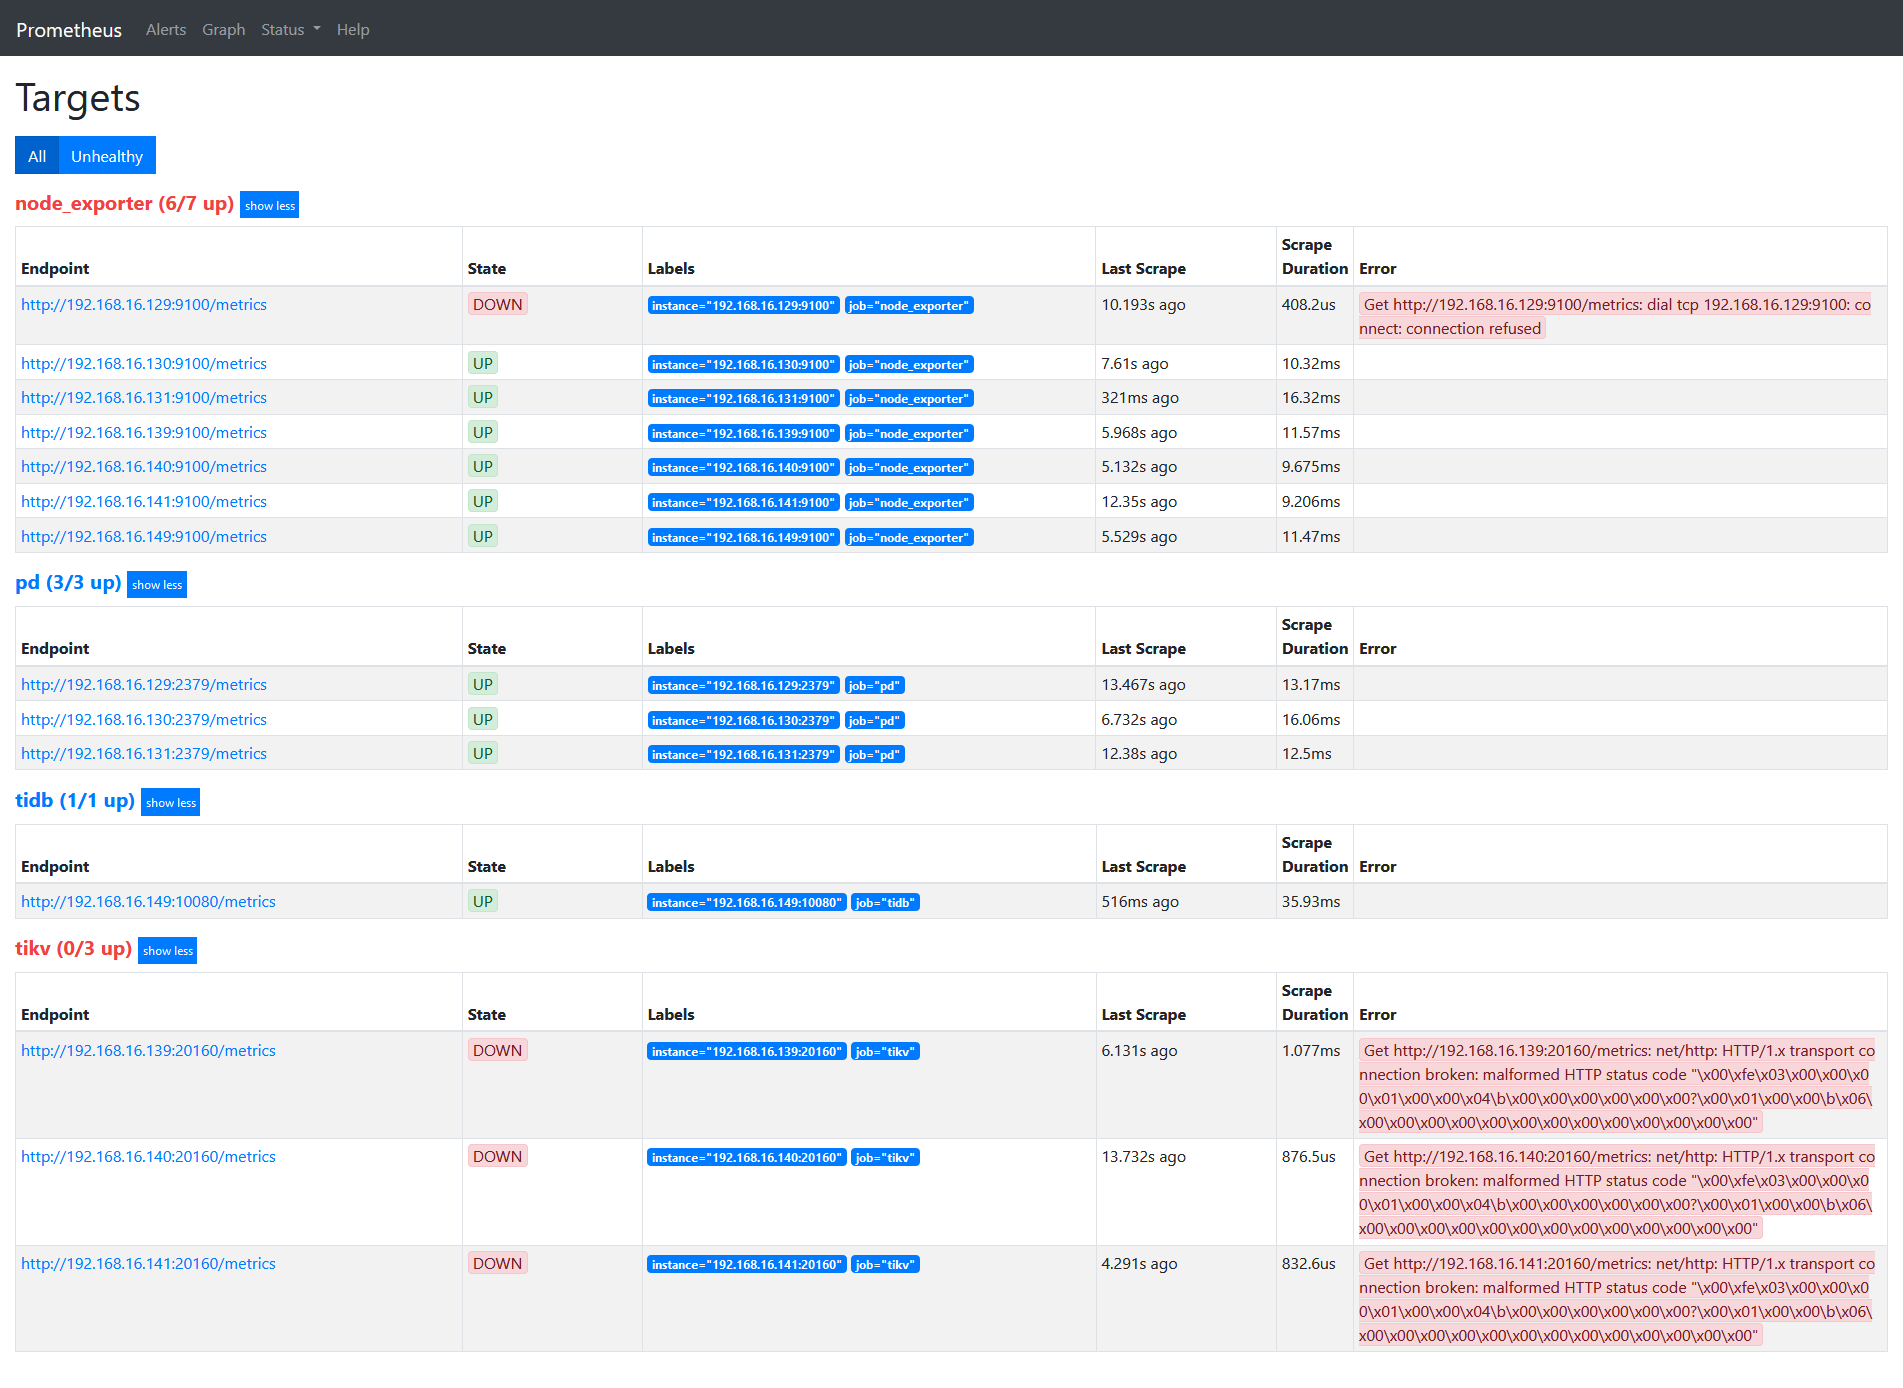 Prometheus Alerts Graph Status Help
Targets
All Unhealthy
node_exporter (6/7 up) show less
Endpoint State Labels Last Scrape Scrape Duration Error
http://192.168.16.129:9100/metrics DOWN instance="192.168.16.129:9100" job="node_exporter" 10.193s ago 408.2us Get http://192.168.16.129:9100/metrics: dial tcp 192.168.16.129:9100: co
nnect: connection refused
http://192.168.16.130:9100/metrics UP instance="192.168.16.130:9100" job="node_exporter" 7.61s ago 10.32ms
http://192.168.16.131:9100/metrics UP instance="192.168.16.131:9100" job="node_exporter" 321ms ago 16.32ms
http://192.168.16.139:9100/metrics UP instance="192.168.16.139:9100" job="node_exporter" 5.968s ago 11.57ms
http://192.168.16.140:9100/metrics UP instance="192.168.16.140:9100" job="node_exporter" 5.132s ago 9.675ms
http://192.168.16.141:9100/metrics UP instance="192.168.16.141:9100" job="node_exporter" 12.35s ago 9.206ms
http://192.168.16.149:9100/metrics UP instance="192.168.16.149:9100" job="node_exporter" 5.529s ago 11.47ms
pd (3/3 up) show less
Endpoint State Labels Last Scrape Scrape Duration Error
http://192.168.16.129:2379/metrics UP instance="192.168.16.129:2379" job="pd" 13.467s ago 13.17ms
http://192.168.16.130:2379/metrics UP instance="192.168.16.130:2379" job="pd" 6.732s ago 16.06ms
http://192.168.16.131:2379/metrics UP instance="192.168.16.131:2379" job="pd" 12.38s ago 12.5ms
tidb (1/1 up) show less
Endpoint State Labels Last Scrape Scrape Duration Error
http://192.168.16.149:10080/metrics UP instance="192.168.16.149:10080" job="tidb" 516ms ago 35.93ms
tikv (0/3 up) show less
Endpoint State Labels Last Scrape Scrape Duration Error
http://192.168.16.139:20160/metrics DOWN instance="192.168.16.139:20160" job="tikv" 6.131s ago 1.077ms Get http://192.168.16.139:20160/metrics: net/http: HTTP/1.x transport co
nnection broken: malformed HTTP status code "\x00\xfe\x03\x00\x00\x0
0\x01\x00\x00\x04\b\x00\x00\x00\x00\x00\x00?\x00\x01\x00\x00\b\x06\
x00\x00\x00\x00\x00\x00\x00\x00\x00\x00\x00\x00\x00"
http://192.168.16.140:20160/metrics DOWN instance="192.168.16.140:20160" job="tikv" 13.732s ago 876.5us Get http://192.168.16.140:20160/metrics: net/http: HTTP/1.x transport co
nnection broken: malformed HTTP status code "\x00\xfe\x03\x00\x00\x0
0\x01\x00\x00\x04\b\x00\x00\x00\x00\x00\x00?\x00\x01\x00\x00\b\x06\
x00\x00\x00\x00\x00\x00\x00\x00\x00\x00\x00\x00\x00"
http://192.168.16.141:20160/metrics DOWN instance="192.168.16.141:20160" job="tikv" 4.291s ago 832.6us Get http://192.168.16.141:20160/metrics: net/http: HTTP/1.x transport co
nnection broken: malformed HTTP status code "\x00\xfe\x03\x00\x00\x0
0\x01\x00\x00\x04\b\x00\x00\x00\x00\x00\x00?\x00\x01\x00\x00\b\x06\
x00\x00\x00\x00\x00\x00\x00\x00\x00\x00\x00\x00\x00"